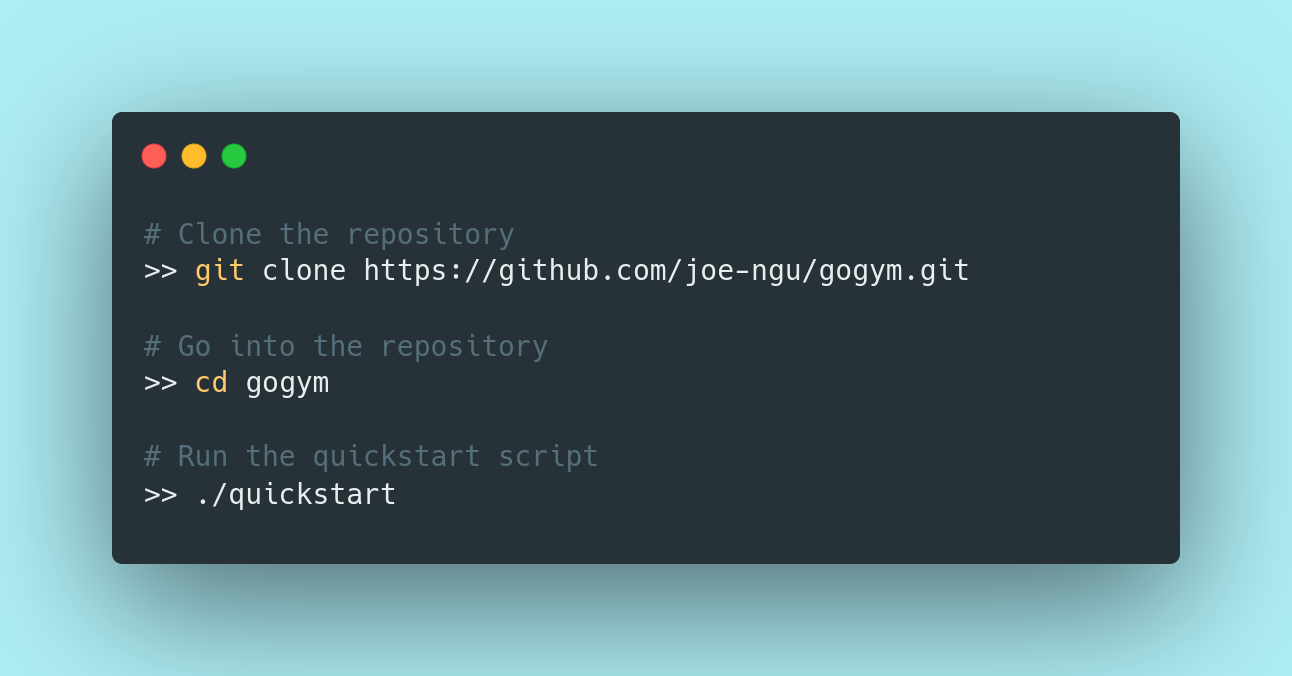 # Clone the repository
>> git clone https://github.com/joe-ngu/gogym.git
# Go into the repository
>> cd gogym
# Run the quickstart script
>> ./quickstart